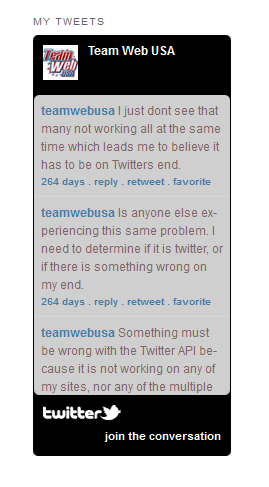 MY TWEETS
Team Web USA
Team
Web
USA
teamwebusa I just dont see that
many not working all at the same
time which leads me to believe it
has to be on Twitters end.
264 days . reply . retweet . favorite
teamwebusa Is anyone else ex-
periencing this same problem. I
need to determine if it is twitter, or
if there is something wrong on
my end.
264 days . reply . retweet . favorite
teamwebusa Something must
be wrong with the Twitter API be-
cause it is not working on any of
my sites, nor any of the multiple
twitter
join the conversation